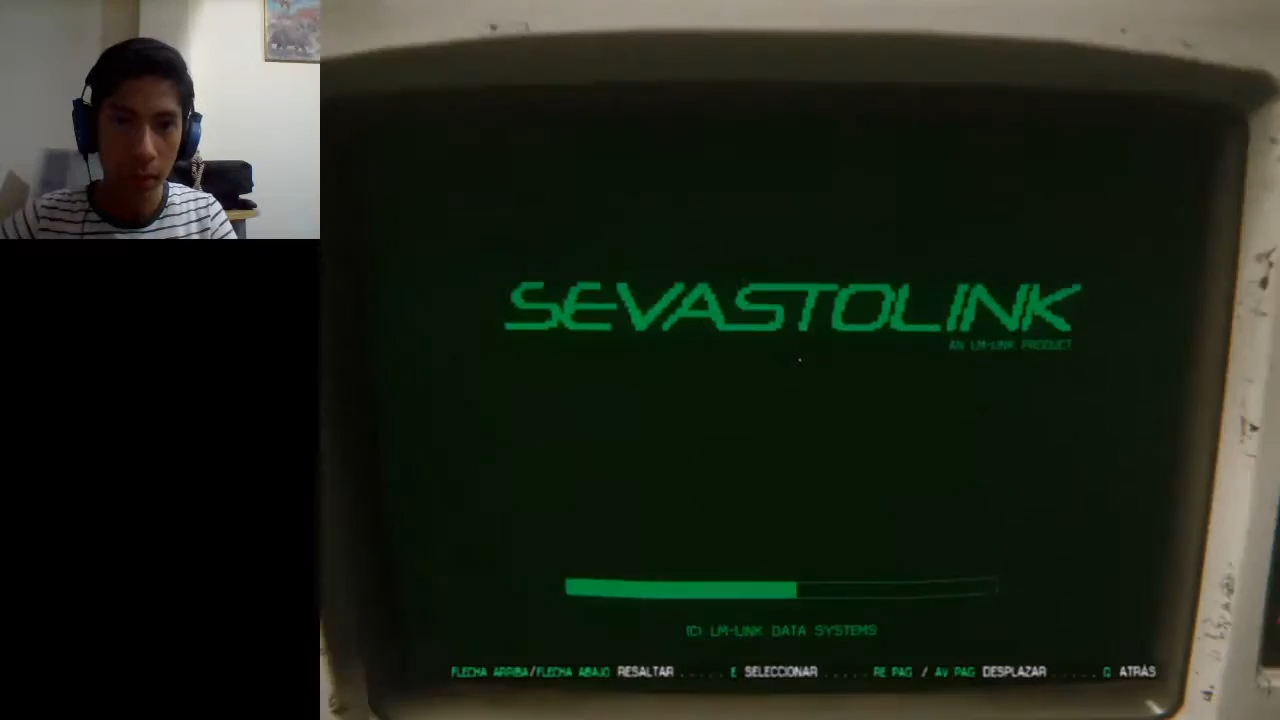 SEVASTOLINK
AN LM-LINK PRODUCT
(C) LM-LINK DATA SYSTEMS
FLECHA ARRIBA/FLECHA ABAJO RESALTAR ..... E SELECCIONAR ..... RE PAG / AV PAG DESPLAZAR ..... Q ATRÁS